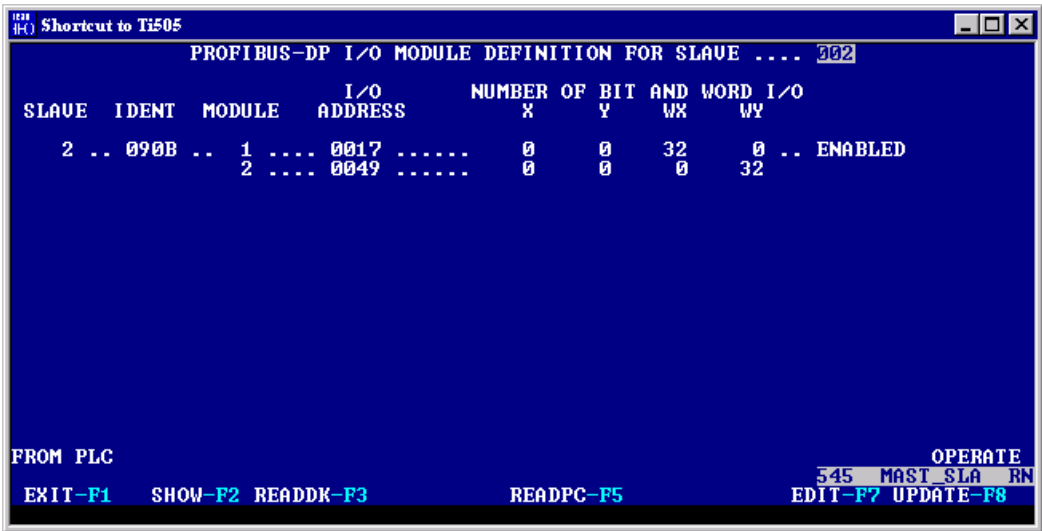 Shortcut to Ti505
PROFIBUS-DP I/O MODULE DEFINITION FOR SLAVE .... 002
I/O NUMBER OF BIT AND WORD I/O
SLAVE IDENT MODULE ADDRESS X Y WX WY
2 .. 090B .. 1 .... 0017 ...... 0 0 32 0 .. ENABLED
2 .... 0049 ...... 0 0 0 32
FROM PLC OPERATE
545 MAST_SLA RN
EXIT-F1 SHOW-F2 READDK-F3 READPC-F5 EDIT-F7 UPDATE-F8